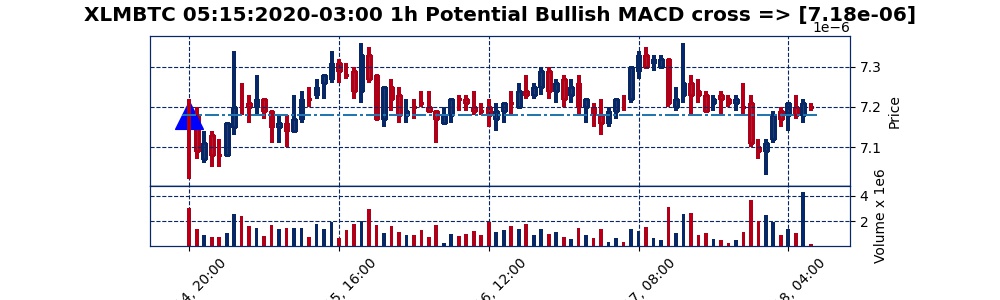 XLMBTC 05:15:2020-03:00 1h Potential Bullish MACD cross => [7.18e-06]
1e−6
7.3
7.2
7.1
Price
4
2
Volume x 1e6
4, 20:00
5, 16:00
6, 12:00
7, 08:00
8, 04:00